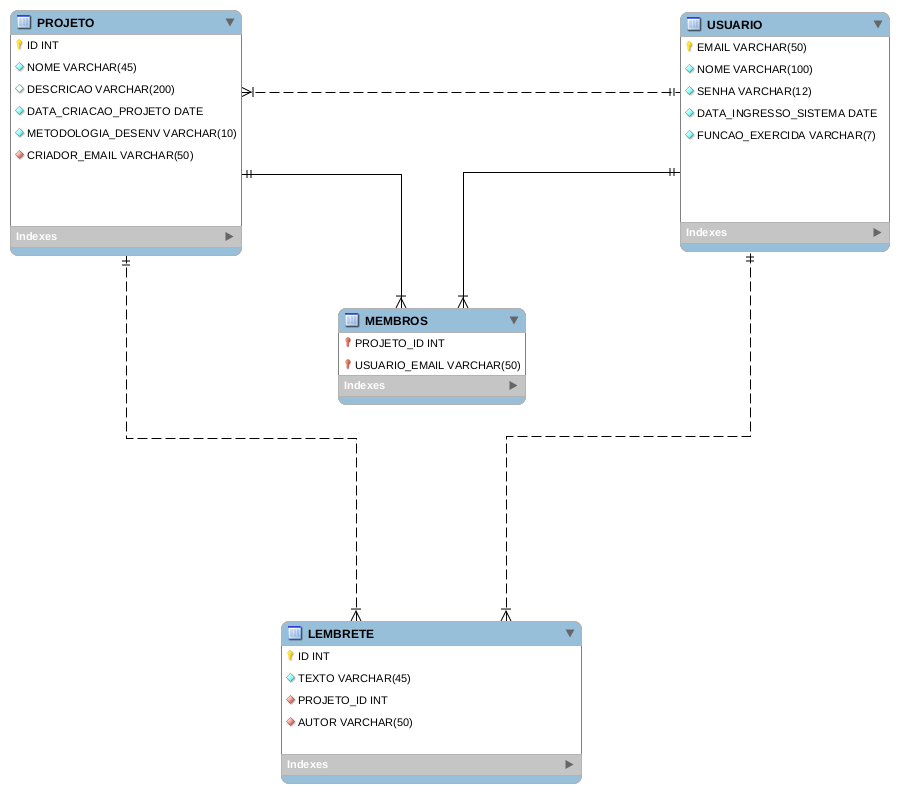 PROJETO
ID INT
NOME VARCHAR(45)
DESCRICAO VARCHAR(200)
DATA_CRIACAO_PROJETO DATE
METODOLOGIA_DESENV VARCHAR(10)
CRIADOR_EMAIL VARCHAR(50)
Indexes
USUARIO
EMAIL VARCHAR(50)
NOME VARCHAR(100)
SENHA VARCHAR(12)
DATA_INGRESSO_SISTEMA DATE
FUNCAO_EXERCIDA VARCHAR(7)
Indexes
MEMBROS
PROJETO_ID INT
USUARIO_EMAIL VARCHAR(50)
Indexes
LEMBRETE
ID INT
TEXTO VARCHAR(45)
PROJETO_ID INT
AUTOR VARCHAR(50)
Indexes